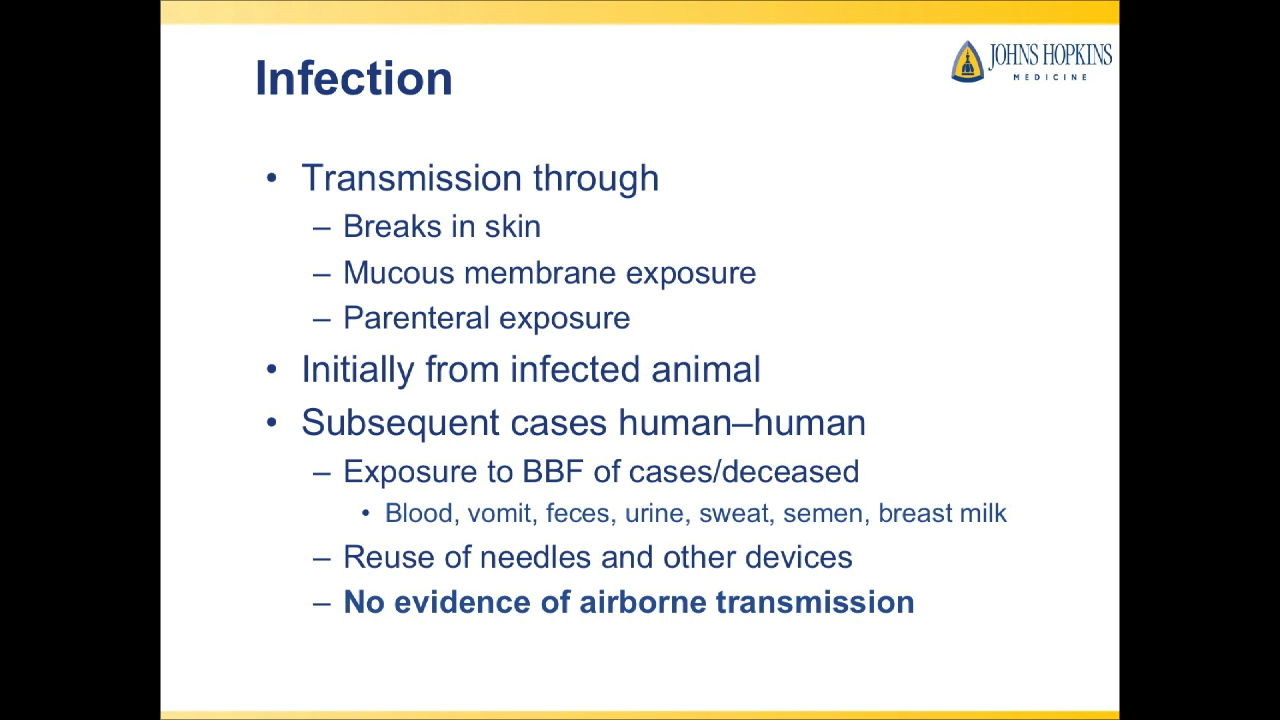 Infection
JOHNS HOPKINS
MEDICINE
• Transmission through
– Breaks in skin
– Mucous membrane exposure
– Parenteral exposure
• Initially from infected animal
• Subsequent cases human–human
– Exposure to BBF of cases/deceased
• Blood, vomit, feces, urine, sweat, semen, breast milk
– Reuse of needles and other devices
– No evidence of airborne transmission